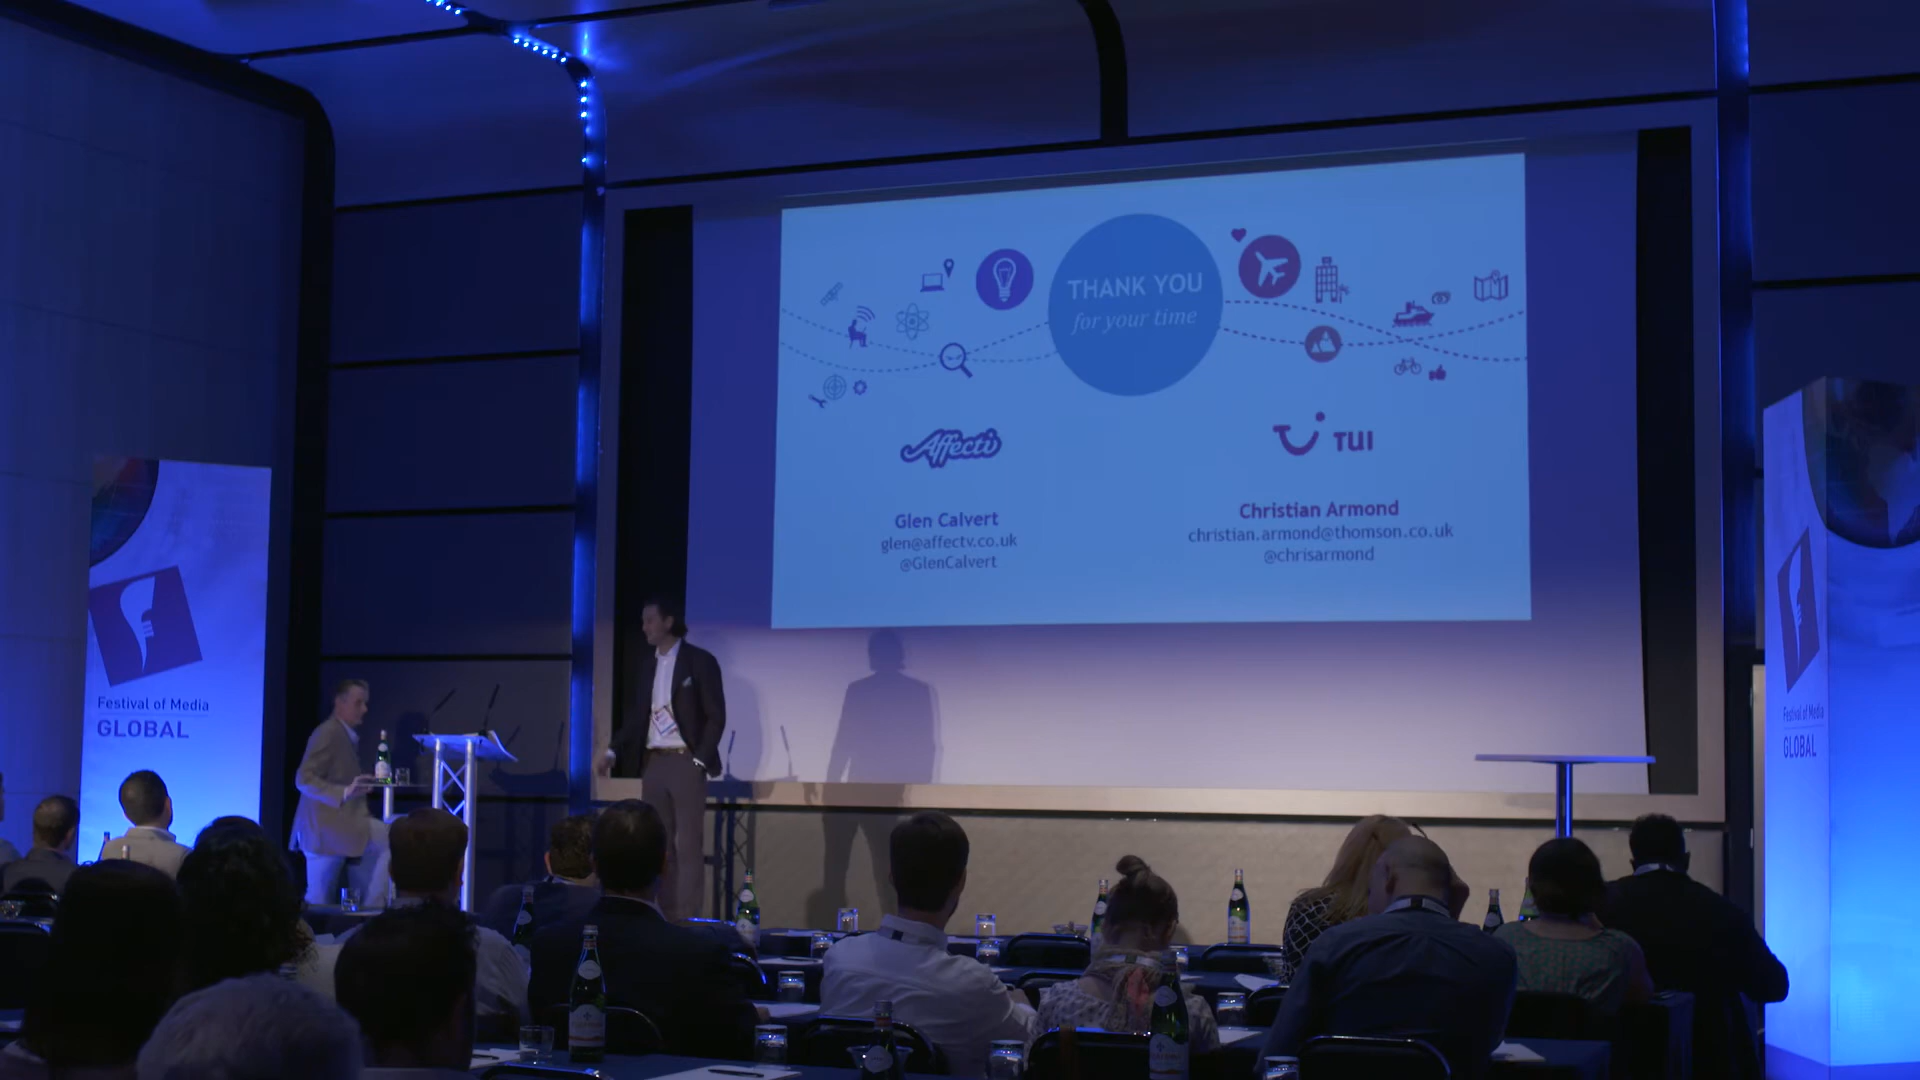 THANK YOU
for your time
Affectv
TUI
Glen Calvert
glen@affectv.co.uk
@GlenCalvert
Christian Armond
christian.armond@thomson.co.uk
@chrisarmond
Festival of Media
GLOBAL
Festival of Media
GLOBAL